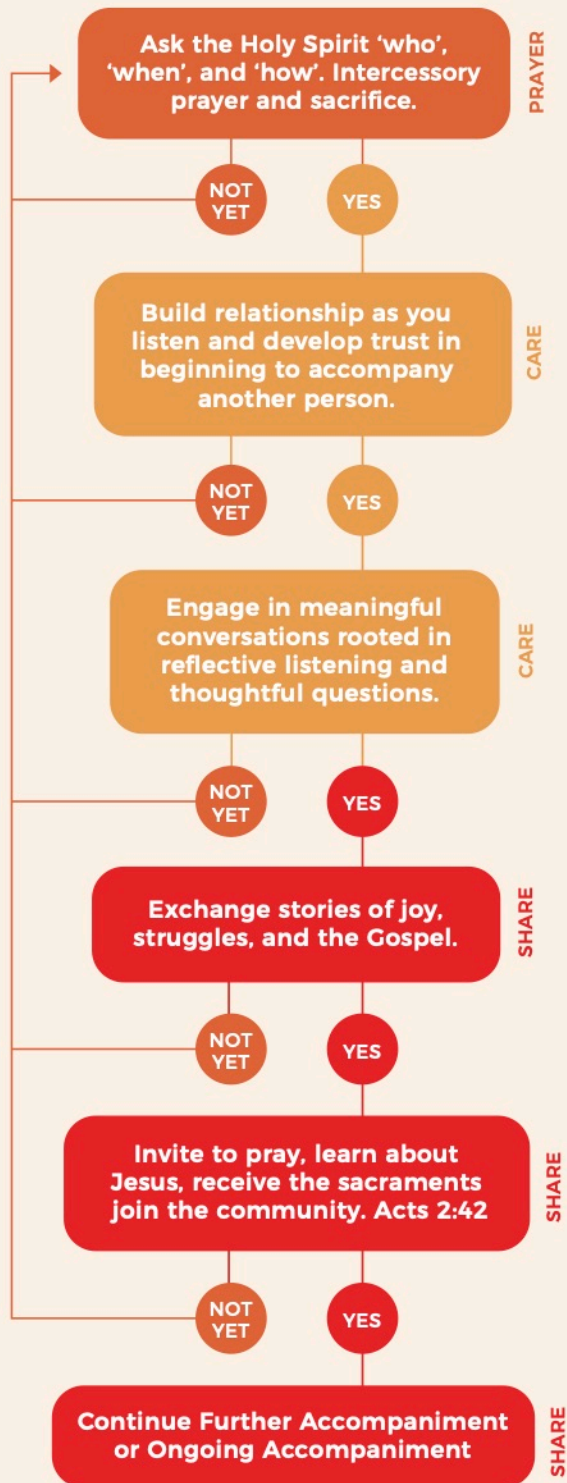 Ask the Holy Spirit ‘who’,
‘when’, and ‘how’. Intercessory
prayer and sacrifice.
PRAYER
NOT
YET
YES
Build relationship as you
listen and develop trust in
beginning to accompany
another person.
CARE
NOT
YET
YES
Engage in meaningful
conversations rooted in
reflective listening and
thoughtful questions.
CARE
NOT
YET
YES
Exchange stories of joy,
struggles, and the Gospel.
SHARE
NOT
YET
YES
Invite to pray, learn about
Jesus, receive the sacraments
join the community. Acts 2:42
SHARE
NOT
YET
YES
Continue Further Accompaniment
or Ongoing Accompaniment
SHARE